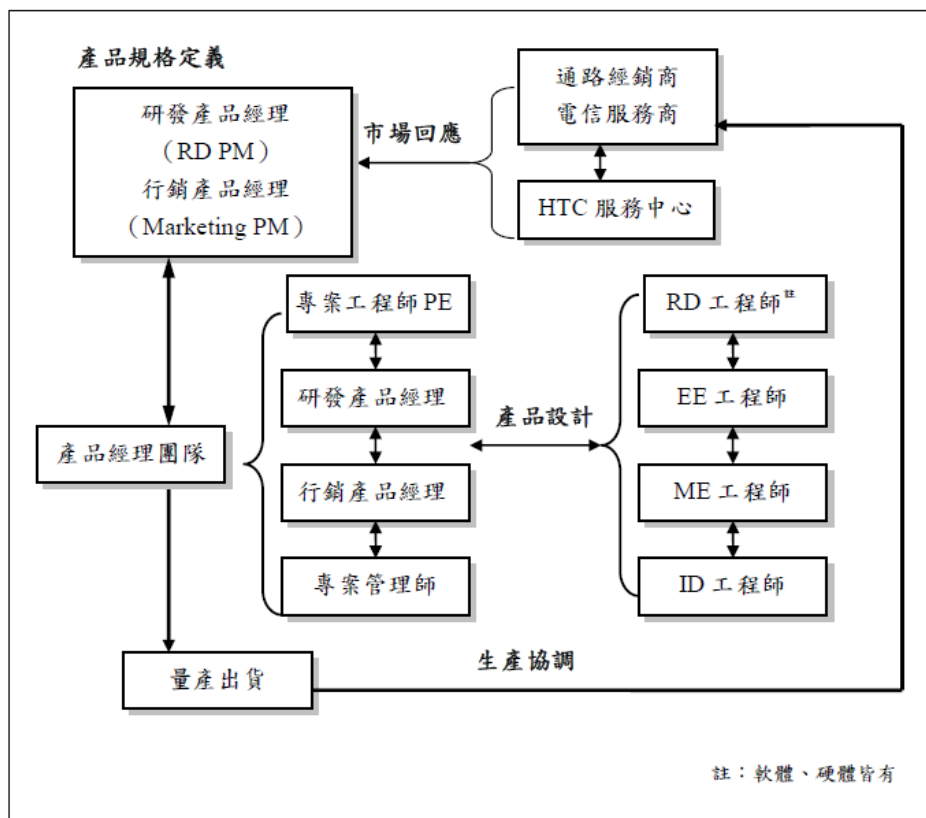 產品規格定義
研發產品經理
（RD PM）
行銷產品經理
（Marketing PM）
市場回應
通路經銷商
電信服務商
HTC 服務中心
產品經理團隊
專案工程師 PE
研發產品經理
行銷產品經理
專案管理師
產品設計
RD 工程師註
EE 工程師
ME 工程師
ID 工程師
量產出貨
生產協調
註：軟體、硬體皆有